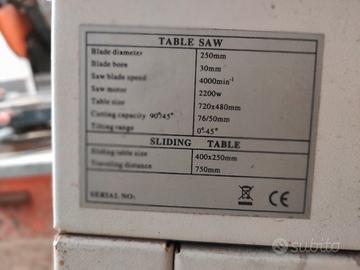 TABLE SAW
Blade diameter 250mm
Blade bore 30mm
Saw blade speed 4000min⁻¹
Saw motor 2200w
Table size 720x480mm
Cutting capacity 90°/45° 76/50mm
Tilting range 0°-45°
SLIDING TABLE
Sliding table size 400x250mm
Traveling distance 750mm
SERIAL NO:
CE
subito